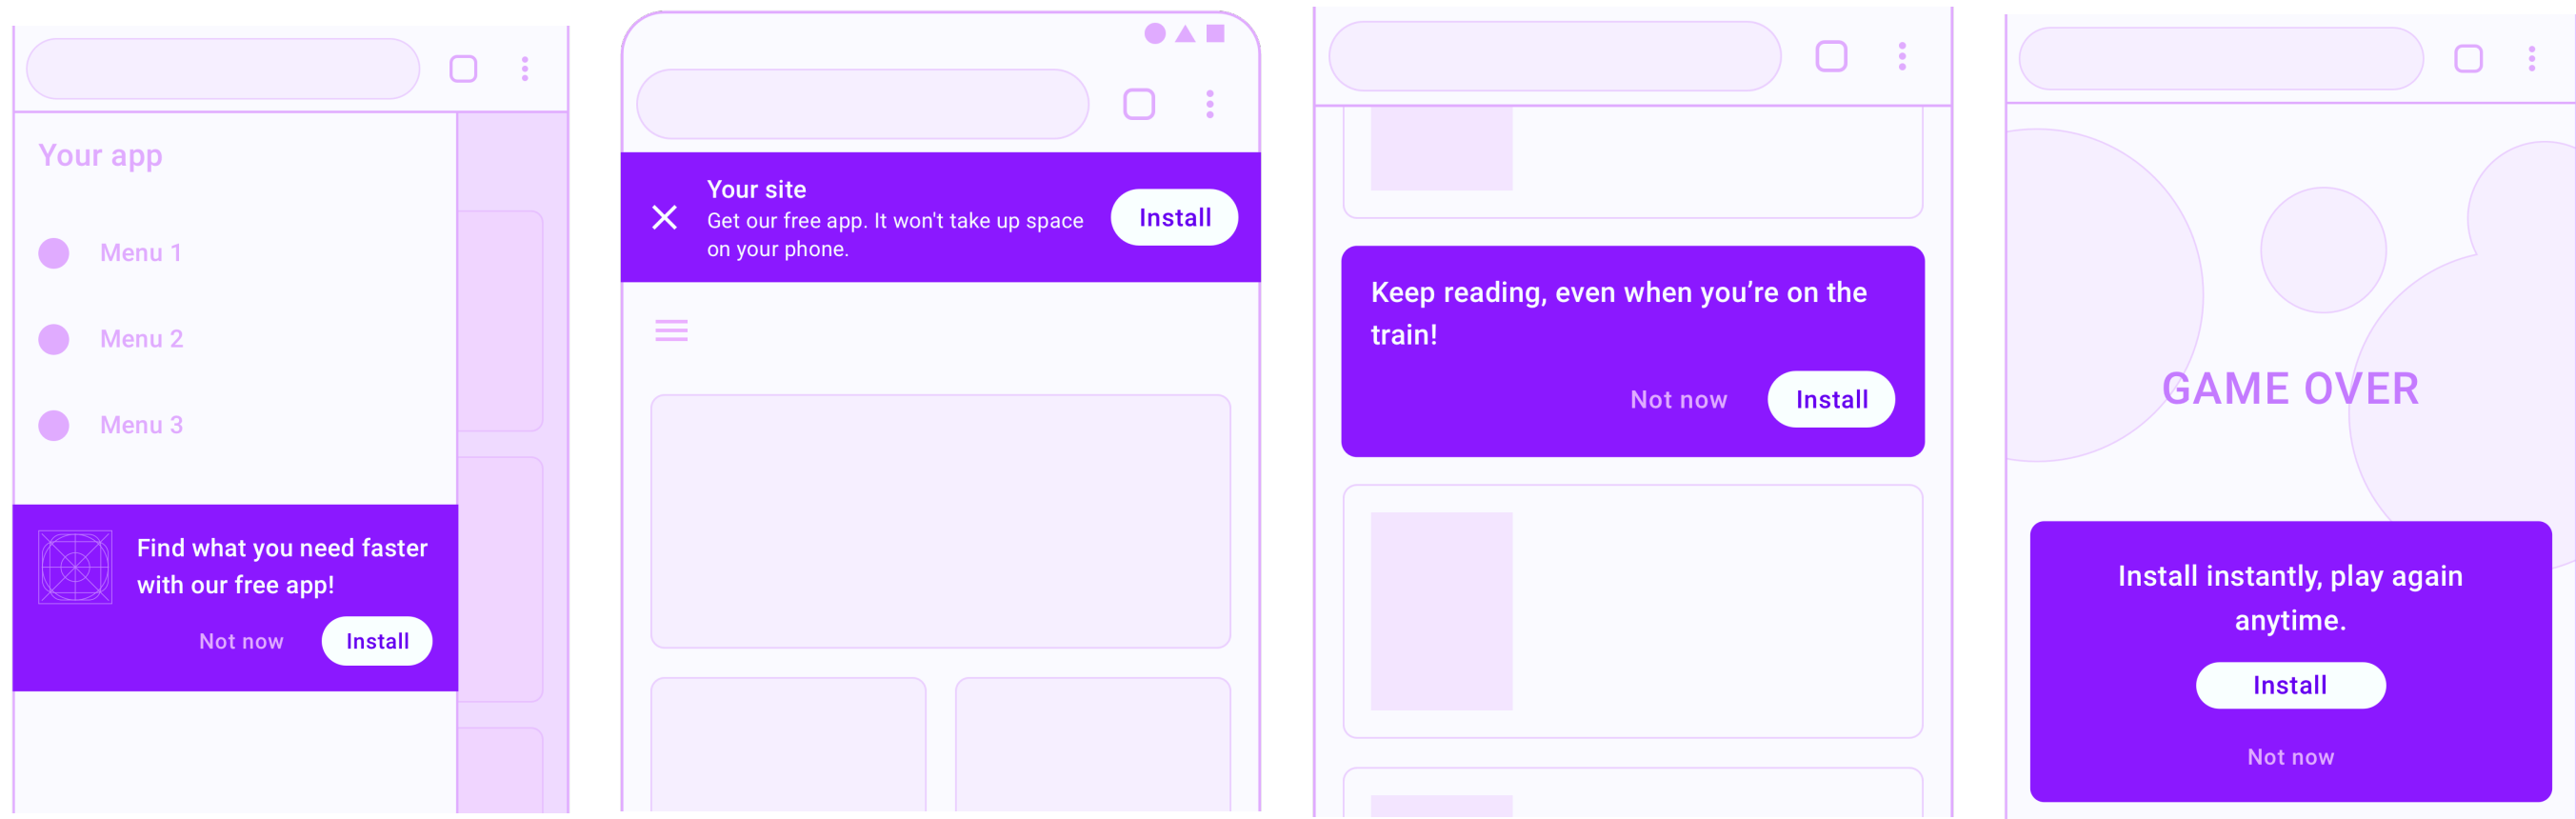 Your app
Menu 1
Menu 2
Menu 3
Find what you need faster
with our free app!
Not now
Install
Your site
Get our free app. It won't take up space
on your phone.
Install
Keep reading, even when you’re on the
train!
Not now
Install
GAME OVER
Install instantly, play again
anytime.
Install
Not now